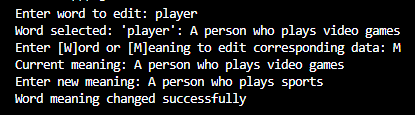 Enter word to edit: player
Word selected: 'player': A person who plays video games
Enter [W]ord or [M]eaning to edit corresponding data: M
Current meaning: A person who plays video games
Enter new meaning: A person who plays sports
Word meaning changed successfully